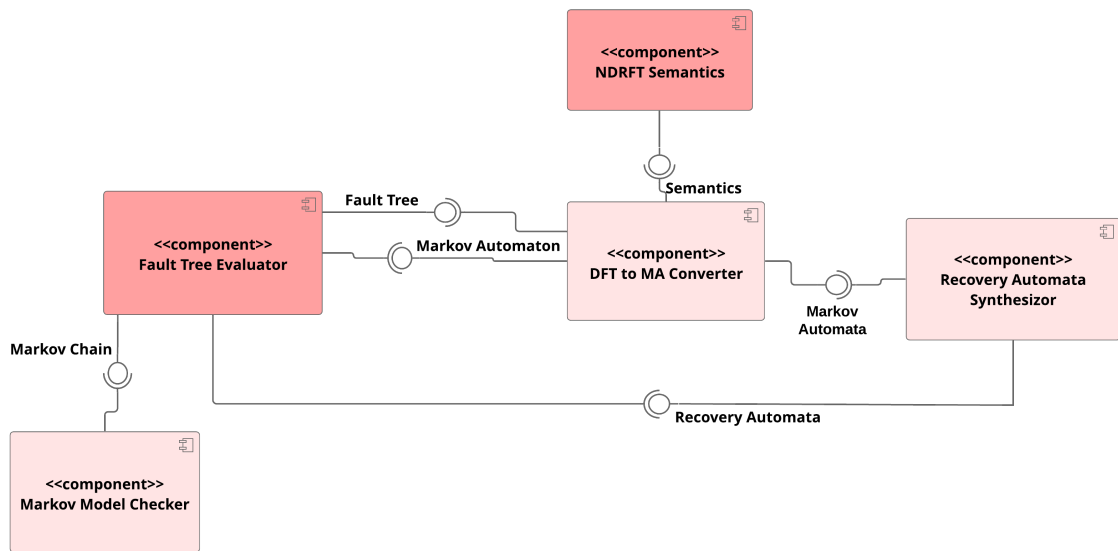 <<component>>
NDRFT Semantics
Semantics
Fault Tree
<<component>>
Fault Tree Evaluator
Markov Automaton
<<component>>
DFT to MA Converter
<<component>>
Recovery Automata
Synthesizor
Markov
Automata
Markov Chain
Recovery Automata
<<component>>
Markov Model Checker